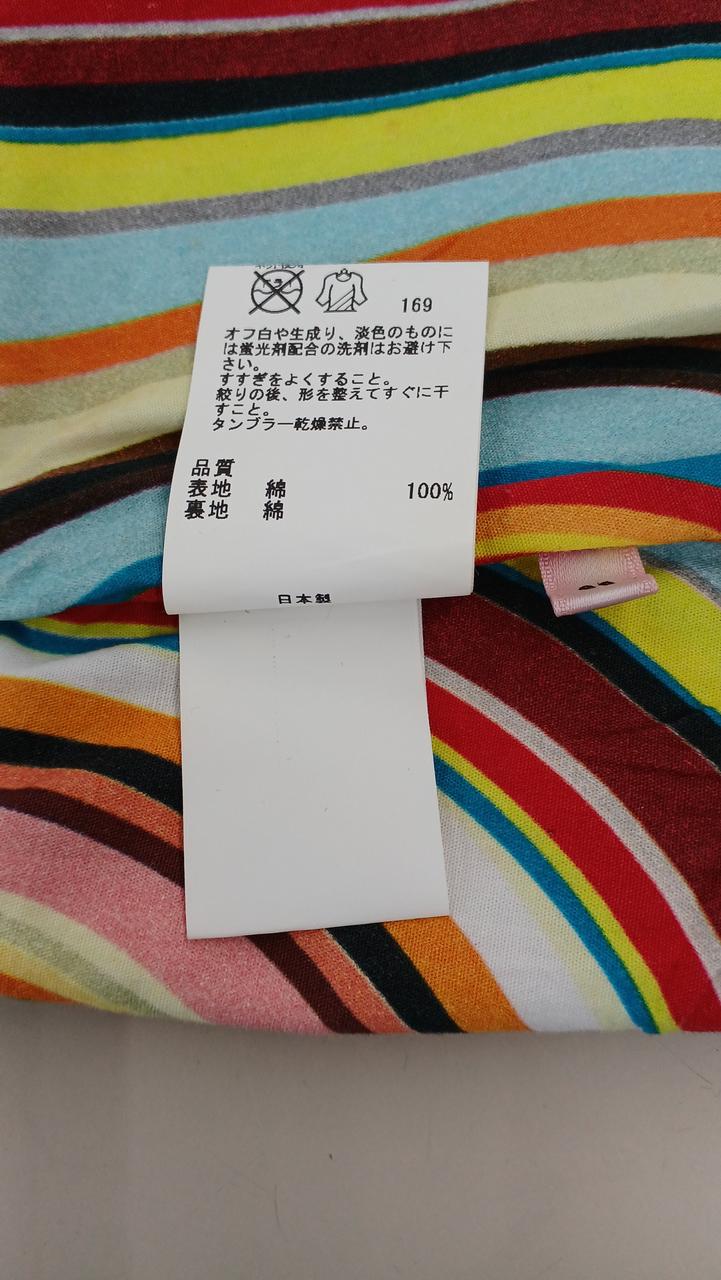 169
オフ白や生成り、淡色のものに
は蛍光剤配合の洗剤はお避け下
さい。
すすぎをよくすること。
絞りの後、形を整えてすぐに干
すこと。
タンブラー乾燥禁止。
品質
表地 綿 100%
裏地 綿
日本製